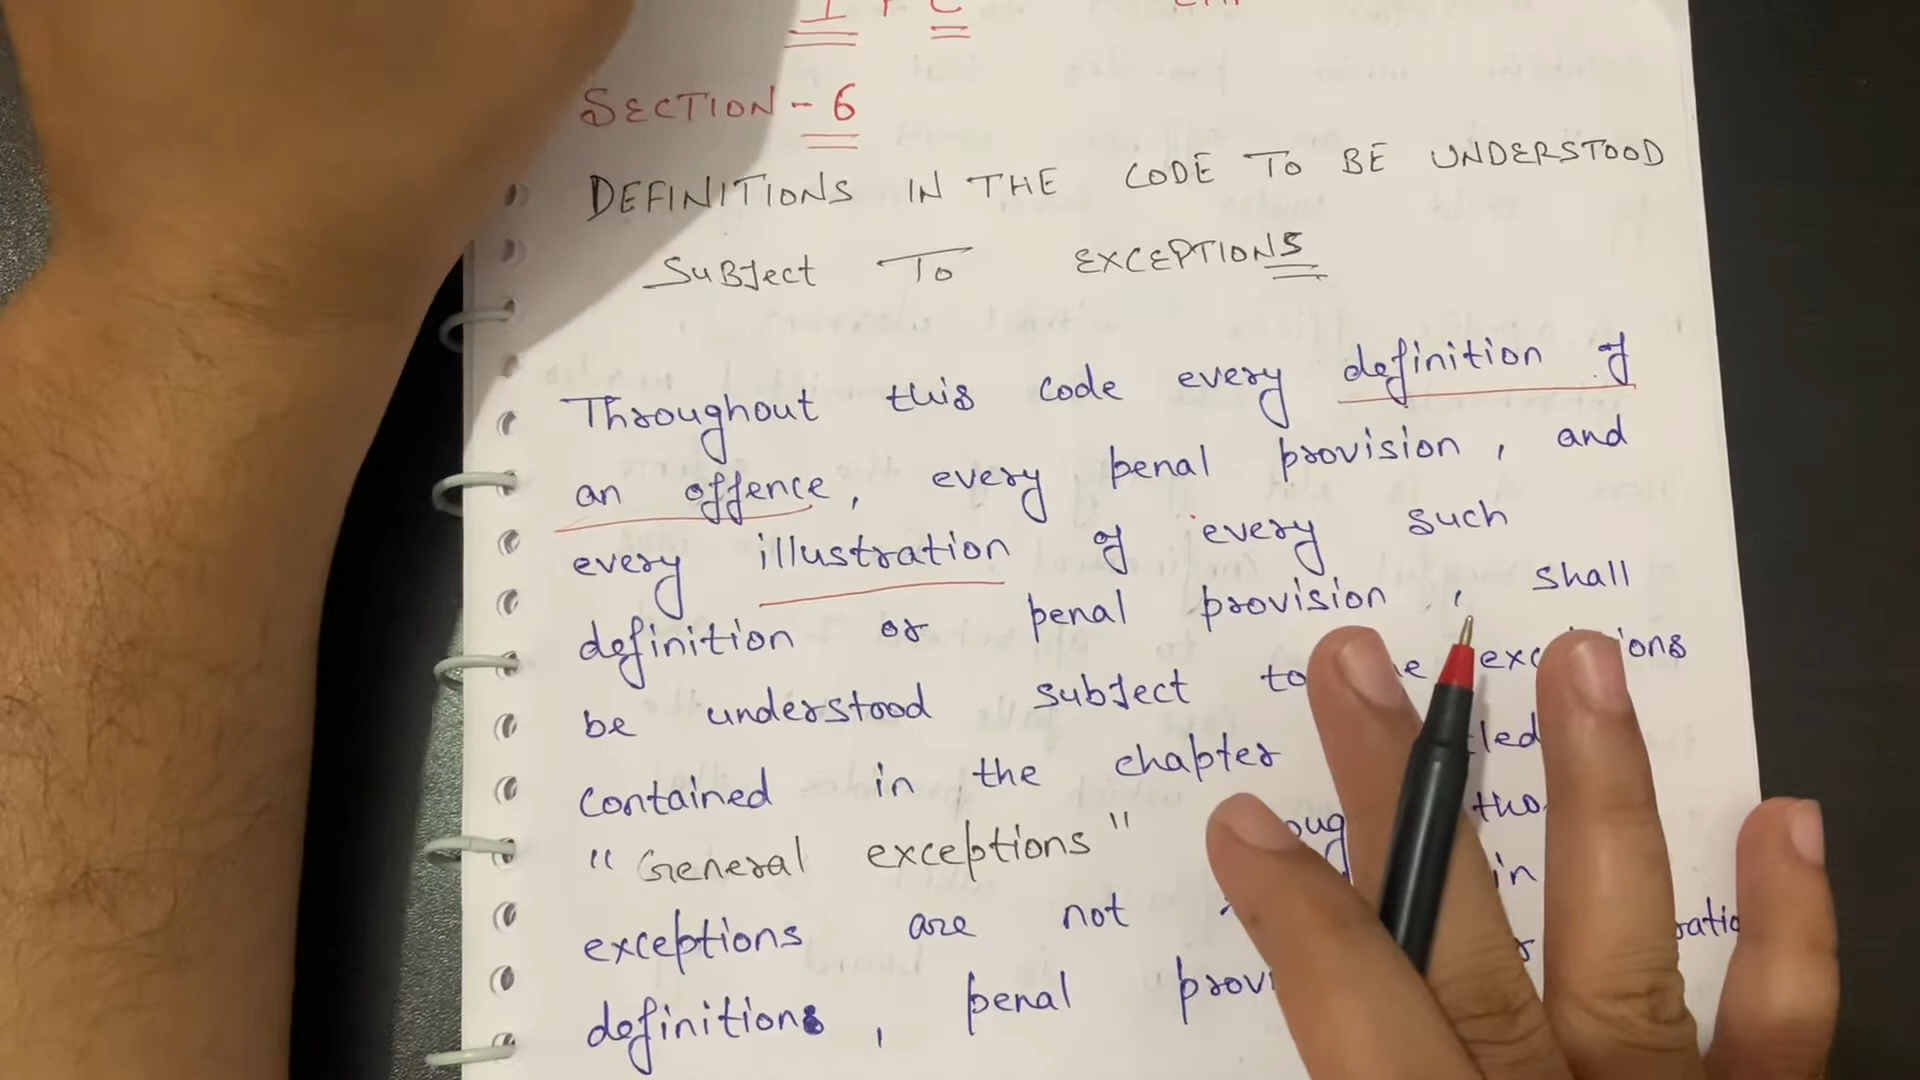 SECTION - 6
DEFINITIONS IN THE CODE TO BE UNDERSTOOD
SUBJECT TO EXCEPTIONS
Throughout this code every definition of
an offence, every penal provision, and
every illustration of every such
definition or penal provision, shall
be understood subject to
contained in the chapter
"General exceptions"
exceptions are not in
definitions, penal